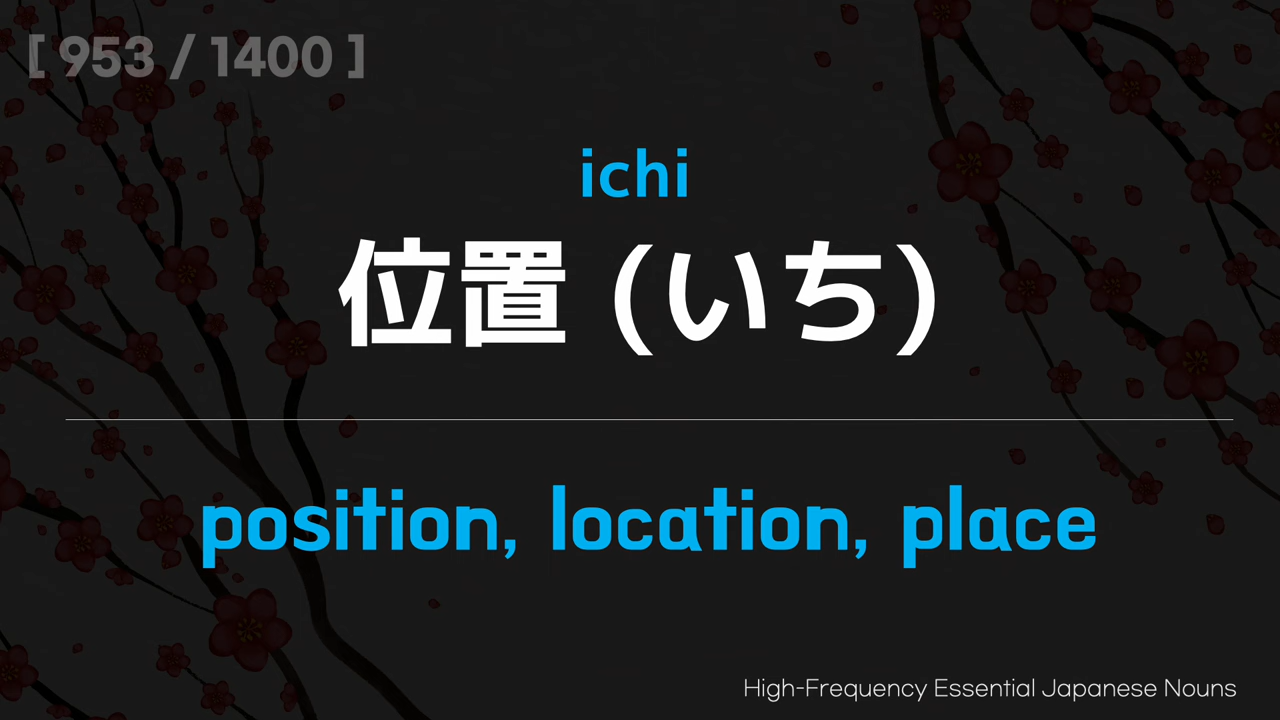 [ 953 / 1400 ]
ichi
位置 (いち)
position, location, place
High-Frequency Essential Japanese Nouns